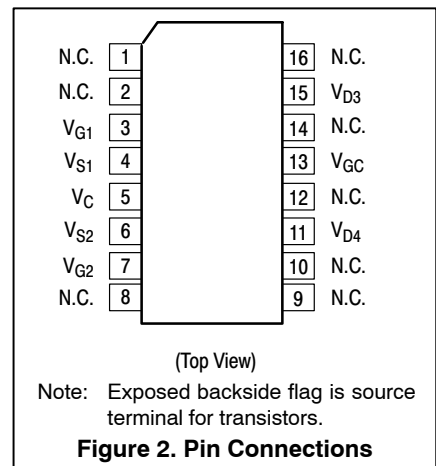 N.C. 1 16 N.C.
N.C. 2 15 VD3
VG1 3 14 N.C.
VS1 4 13 VGC
VC 5 12 N.C.
VS2 6 11 VD4
VG2 7 10 N.C.
N.C. 8 9 N.C.
(Top View)
Note: Exposed backside flag is source
terminal for transistors.
Figure 2. Pin Connections